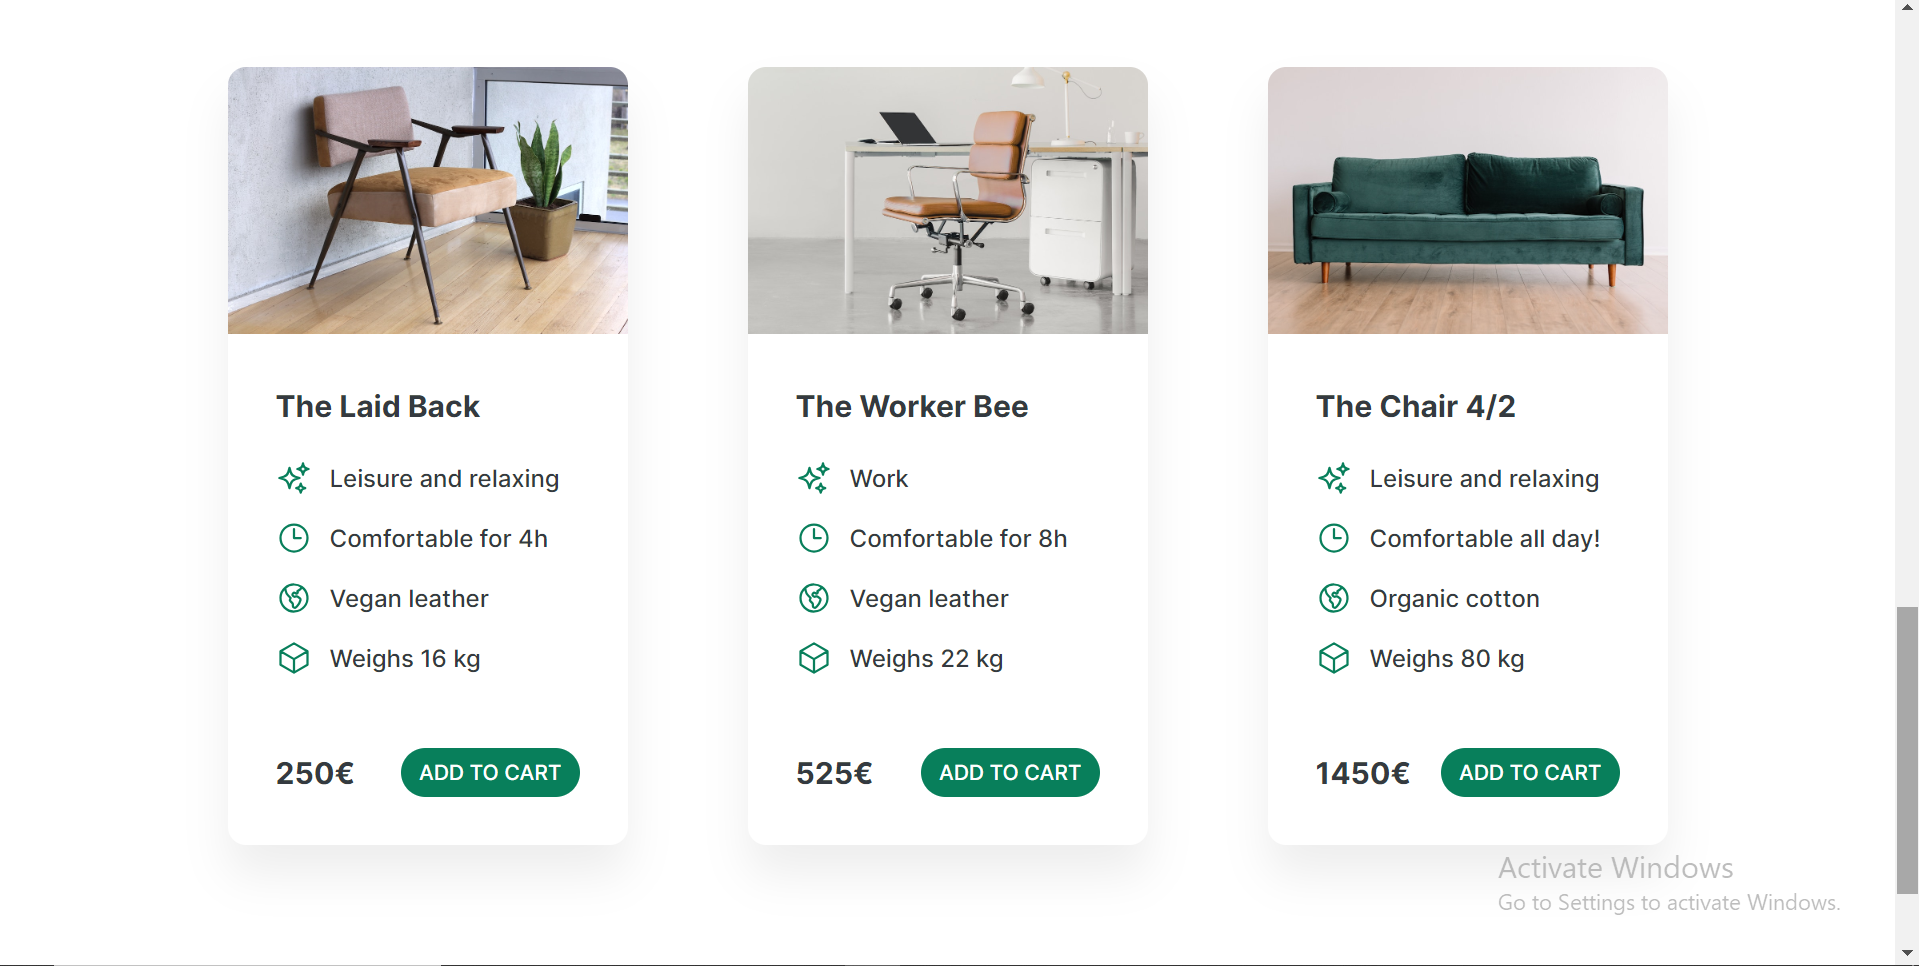 The Laid Back
Leisure and relaxing
Comfortable for 4h
Vegan leather
Weighs 16 kg
250€ ADD TO CART
The Worker Bee
Work
Comfortable for 8h
Vegan leather
Weighs 22 kg
525€ ADD TO CART
The Chair 4/2
Leisure and relaxing
Comfortable all day!
Organic cotton
Weighs 80 kg
1450€ ADD TO CART
Activate Windows
Go to Settings to activate Windows.